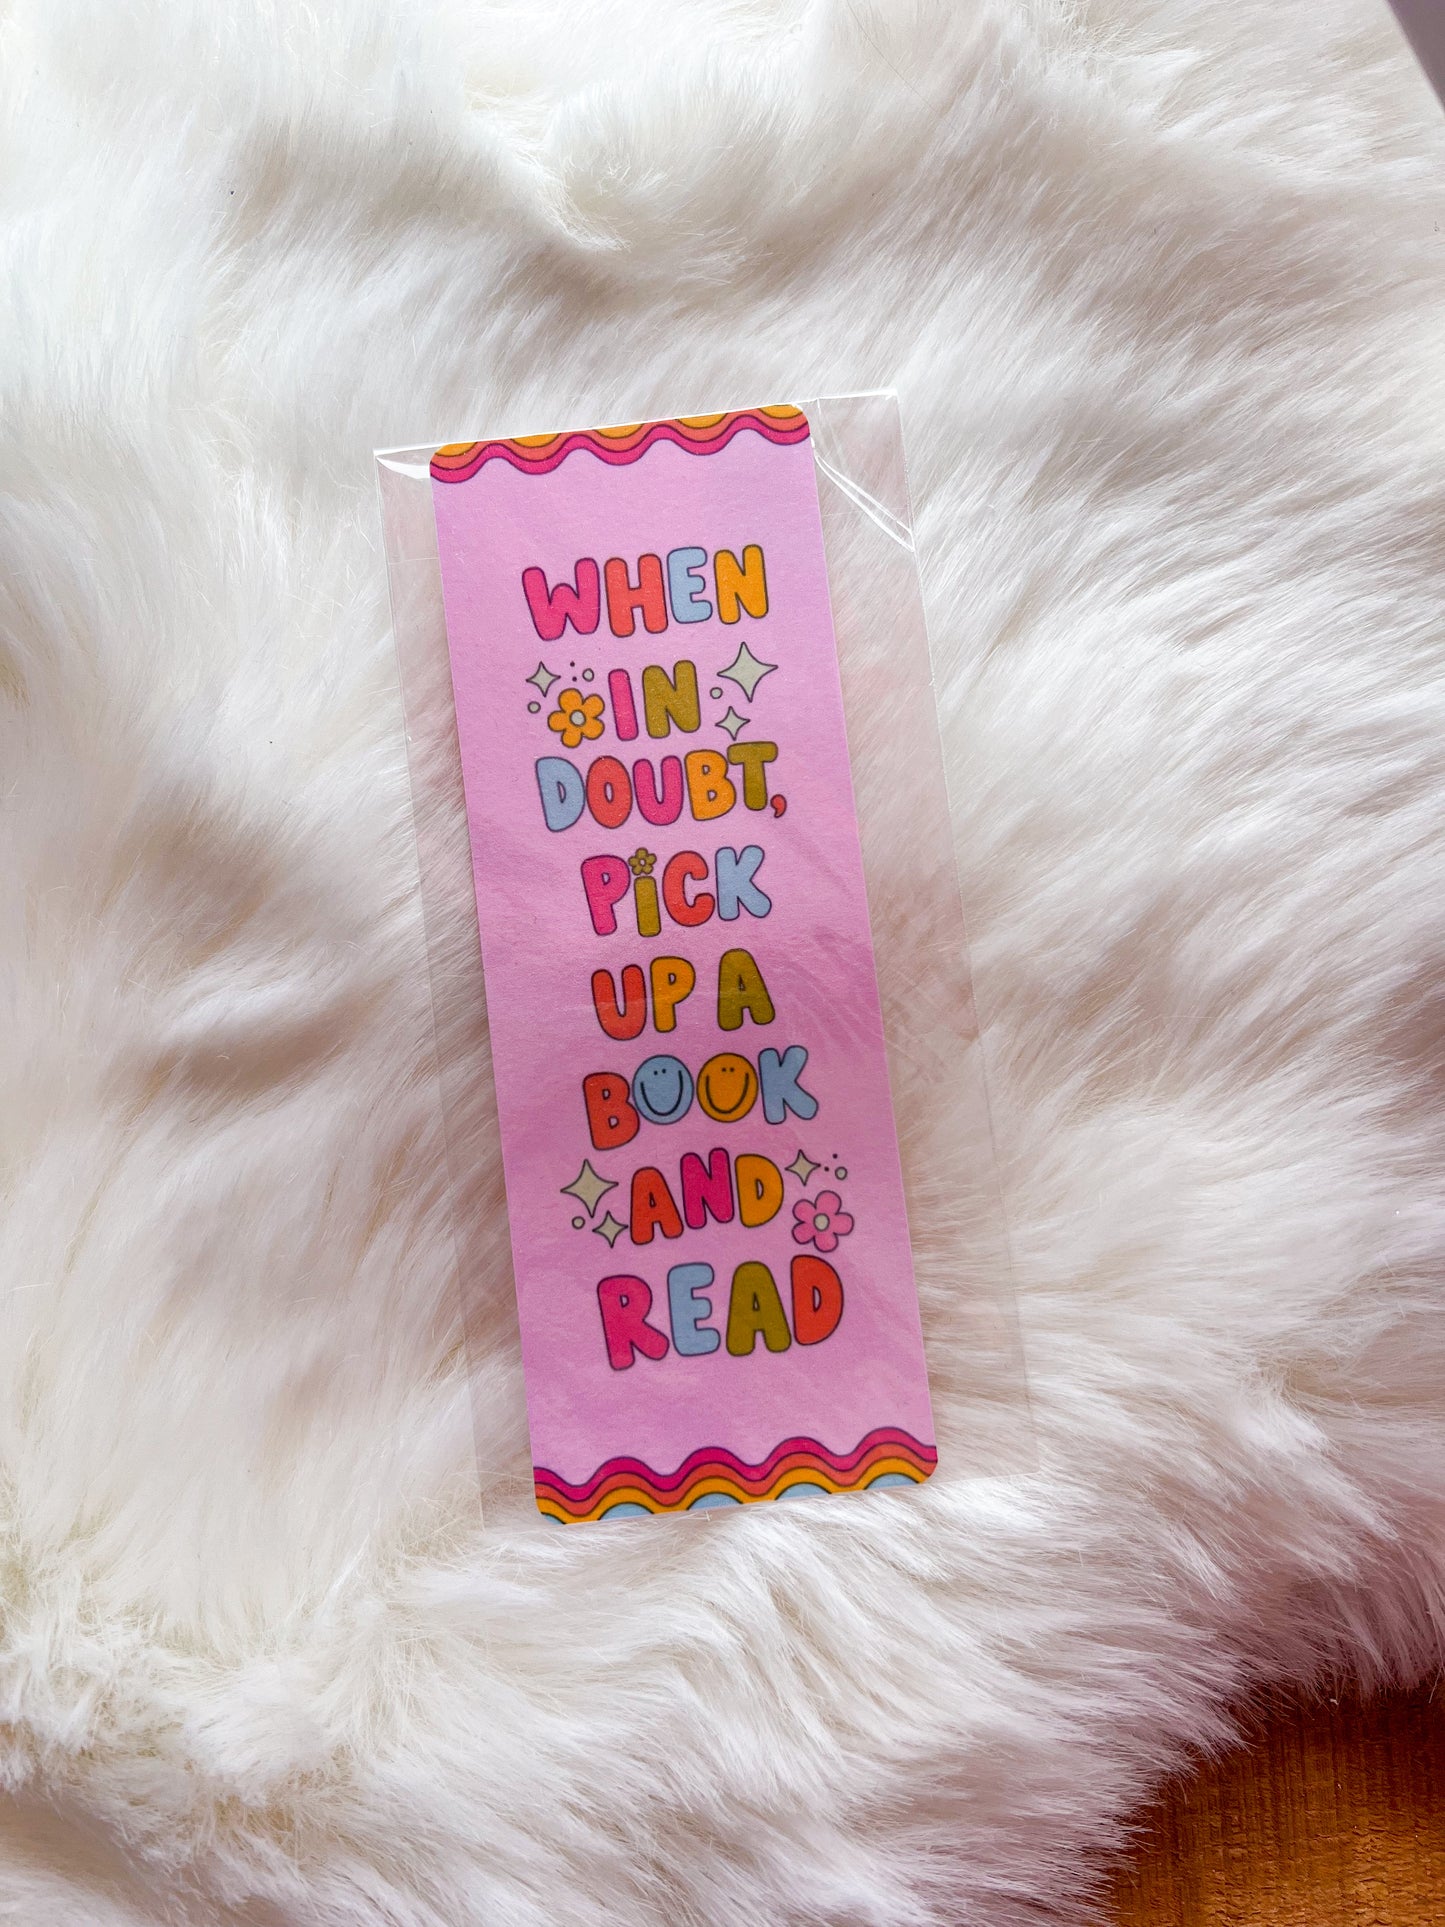 WHEN
IN
DOUBT,
PiCK
UP A
BOOK
AND
READ